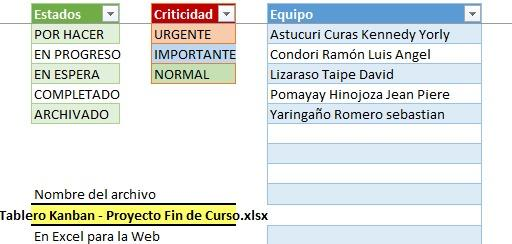 Estados Criticidad Equipo
POR HACER URGENTE Astucuri Curas Kennedy Yorly
EN PROGRESO IMPORTANTE Condori Ramón Luis Angel
EN ESPERA NORMAL Lizaraso Taipe David
COMPLETADO Pomayay Hinojoza Jean Piere
ARCHIVADO Yaringaño Romero sebastian
Nombre del archivo
Tablero Kanban - Proyecto Fin de Curso.xlsx
En Excel para la Web